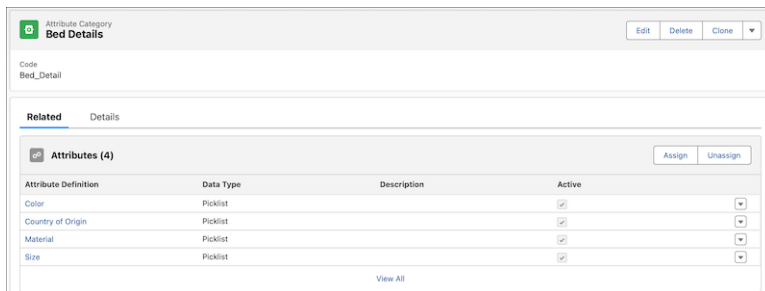 Attribute Category
Bed Details
Edit Delete Clone
Code
Bed_Detail
Related Details
Attributes (4)
Assign Unassign
Attribute Definition Data Type Description Active
Color Picklist
Country of Origin Picklist
Material Picklist
Size Picklist
View All